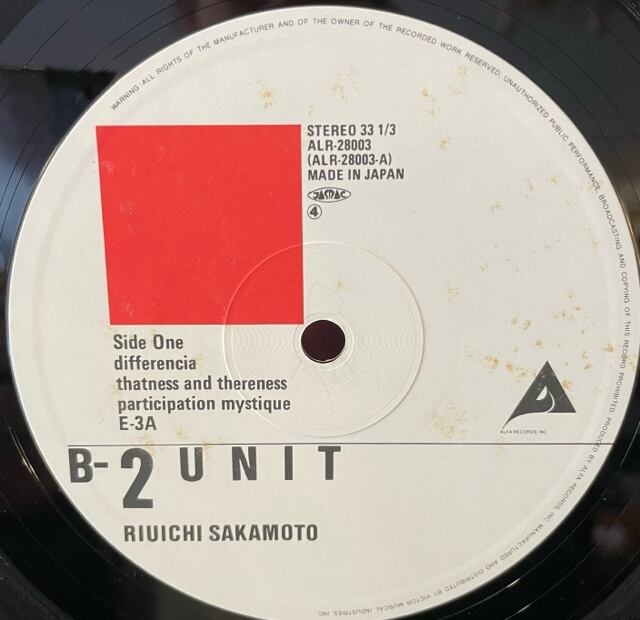 WARNING: ALL RIGHTS OF THE MANUFACTURER AND OF THE OWNER OF THE RECORDED WORK RESERVED. UNAUTHORIZED PUBLIC PERFORMANCE, BROADCASTING AND COPYING OF THIS RECORD PROHIBITED. PRODUCED BY ALFA RECORDS, INC. MANUFACTURED AND DISTRIBUTED BY VICTOR MUSICAL INDUSTRIES, INC.
STEREO 33 1/3
ALR-28003
(ALR-28003-A)
MADE IN JAPAN
JASRAC
4
Side One
differencia
thatness and thereness
participation mystique
E-3A
ALFA RECORDS INC
B-2 UNIT
RIUICHI SAKAMOTO